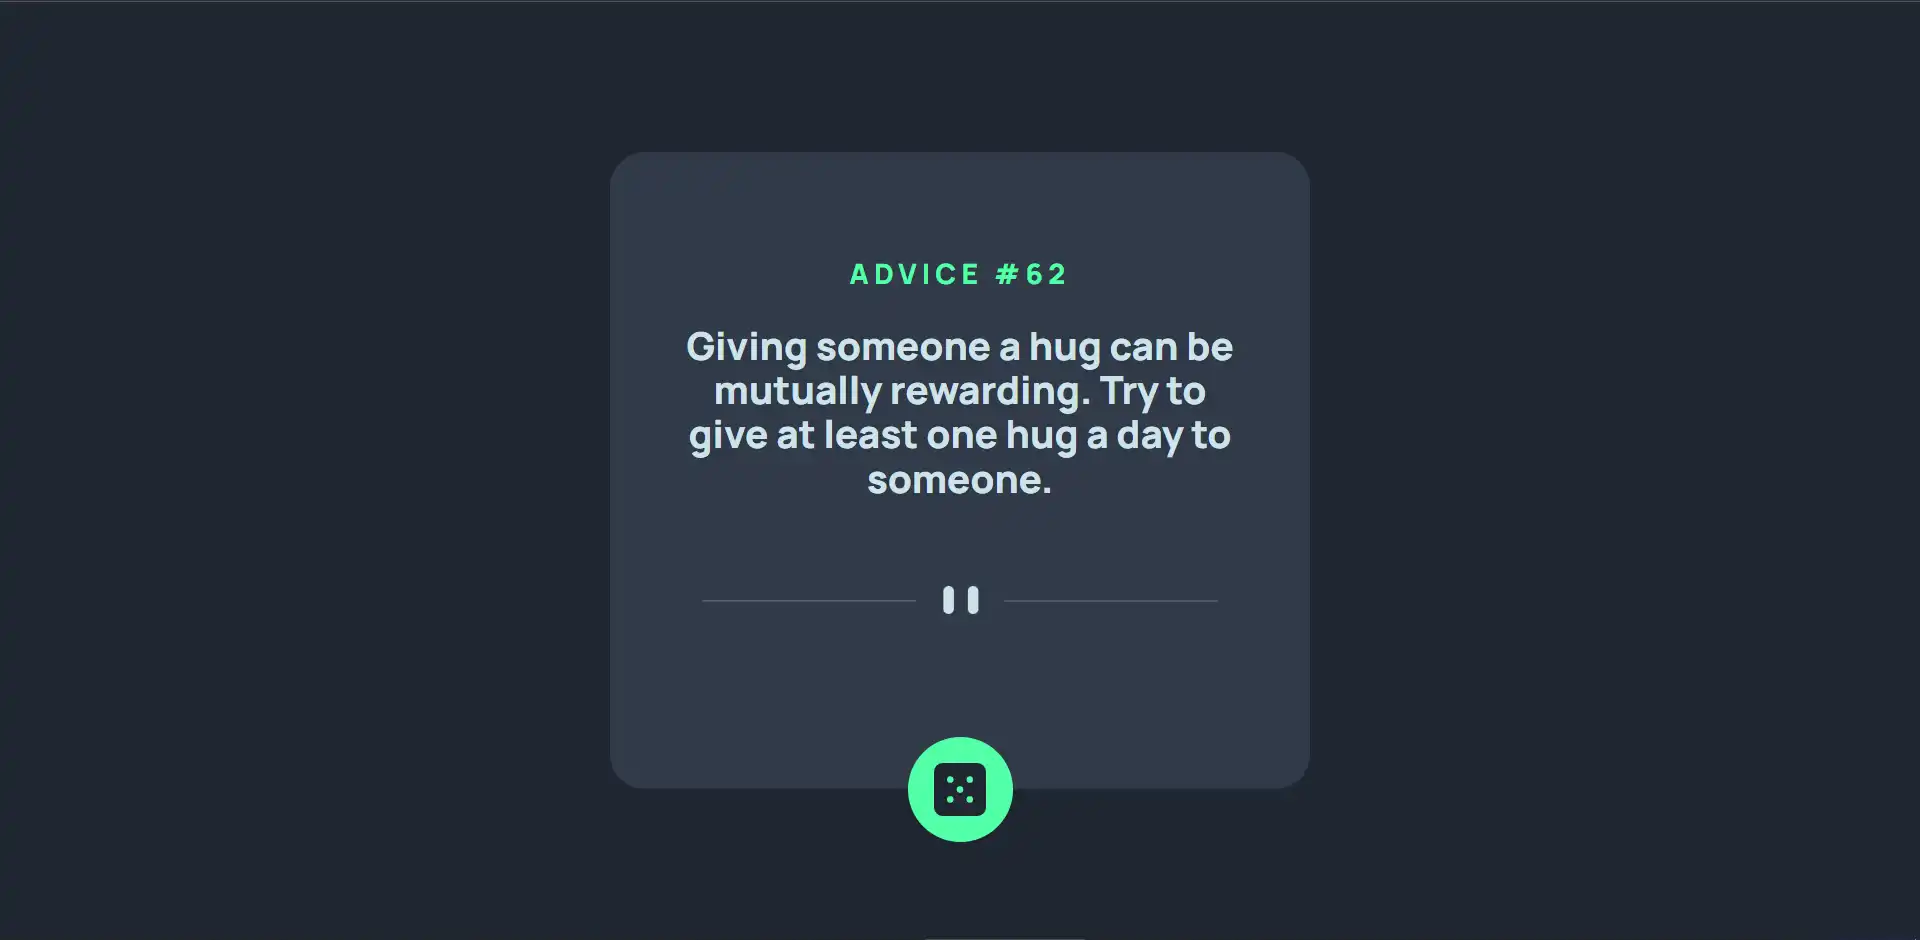 ADVICE #62
Giving someone a hug can be
mutually rewarding. Try to
give at least one hug a day to
someone.